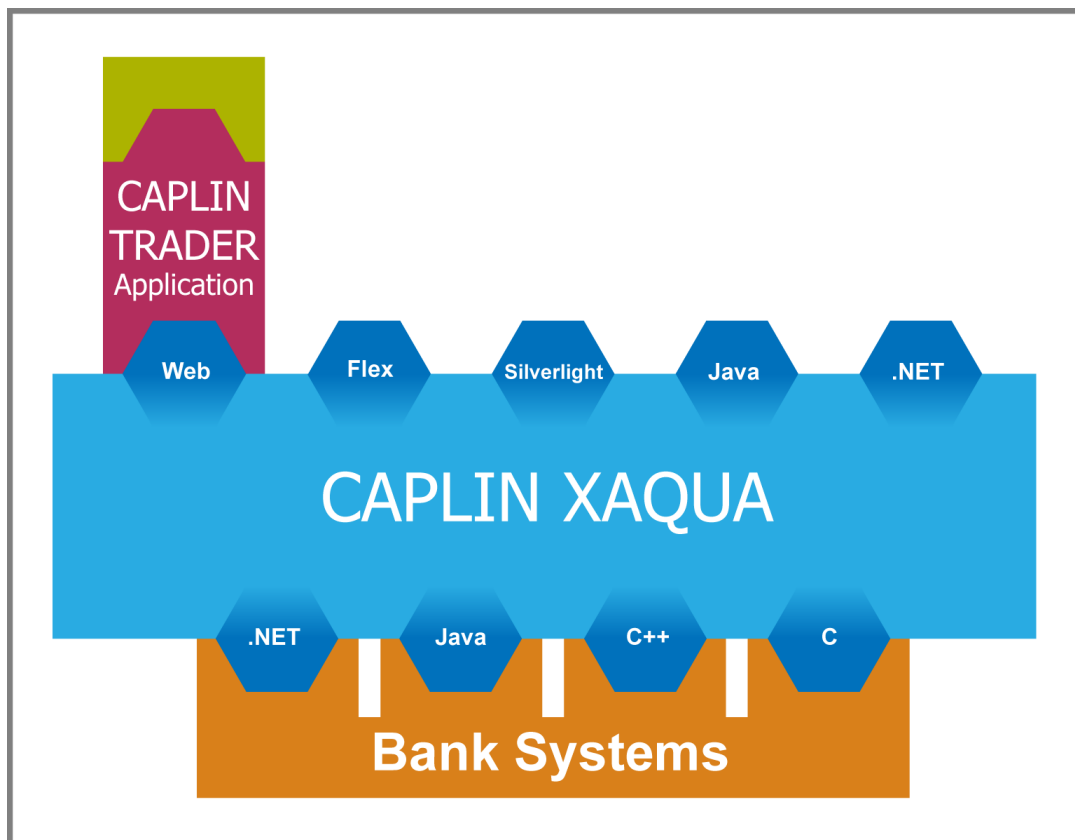 CAPLIN
TRADER
Application
Web
Flex
Silverlight
Java
.NET
CAPLIN XAQUA
.NET
Java
C++
C
Bank Systems